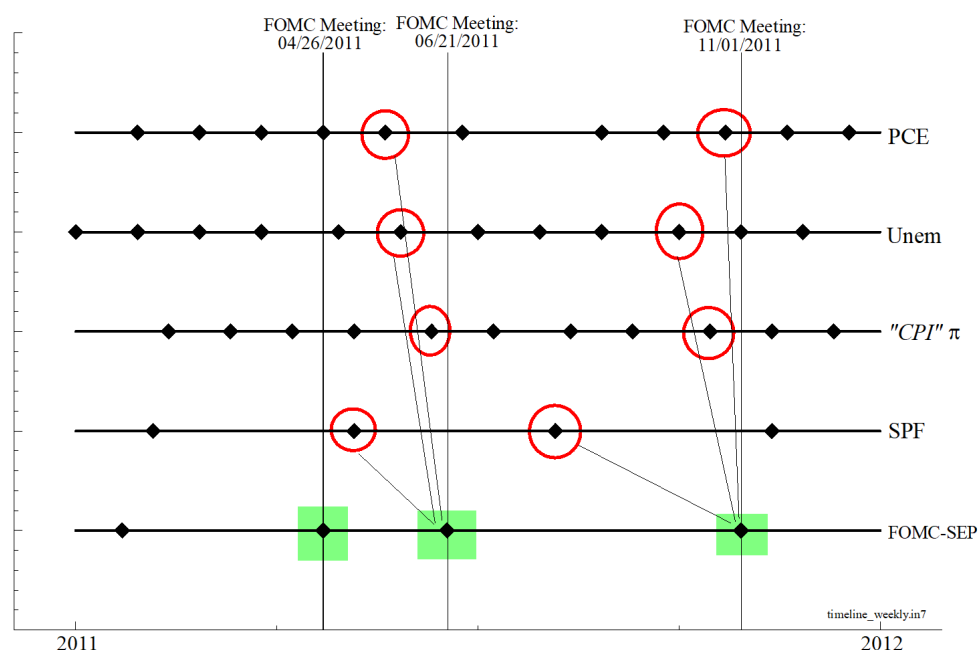 FOMC Meeting:
04/26/2011
FOMC Meeting:
06/21/2011
FOMC Meeting:
11/01/2011
PCE
Unem
"CPI" π
SPF
FOMC-SEP
timeline_weekly.in7
2011
2012